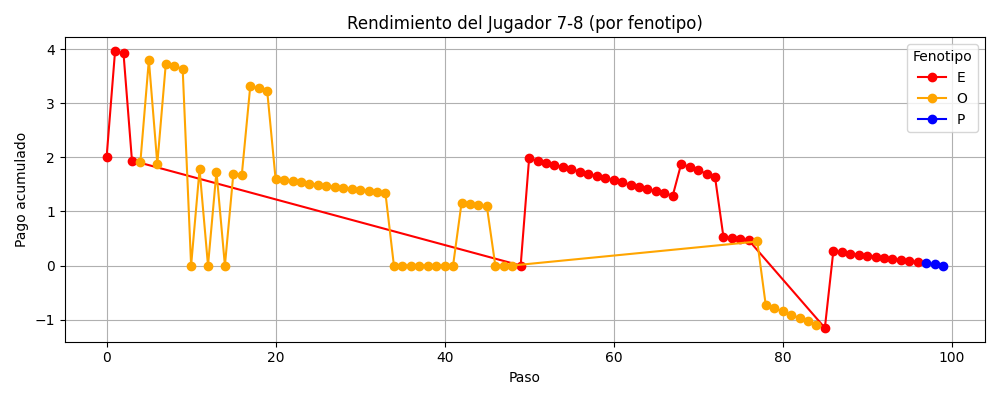 Rendimiento del Jugador 7-8 (por fenotipo)
Pago acumulado
4
3
2
1
0
−1
Fenotipo
E
O
P
0 20 40 60 80 100
Paso